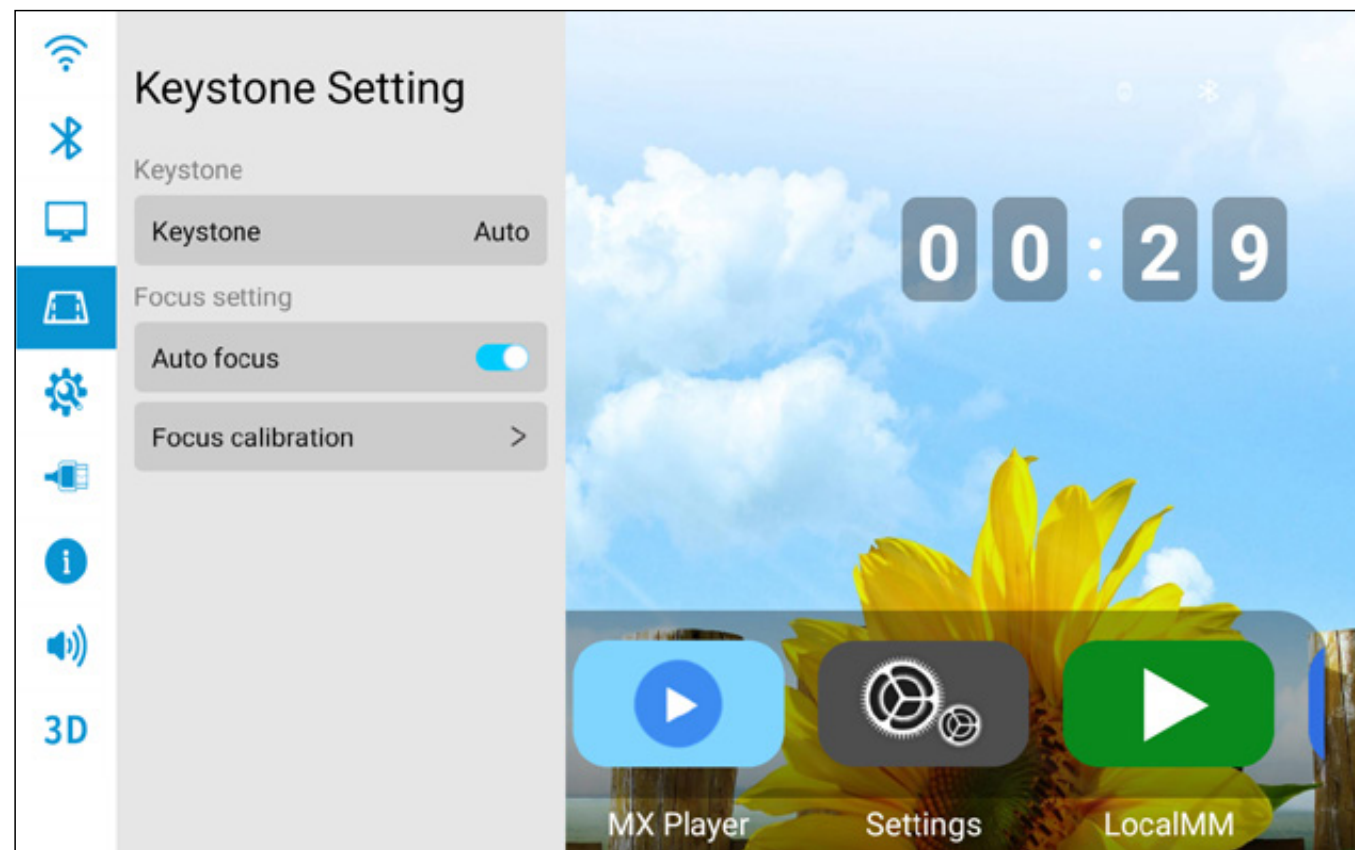 Keystone Setting
Keystone
Keystone Auto
Focus setting
Auto focus
Focus calibration >
3D
00:29
MX Player
Settings
LocalMM